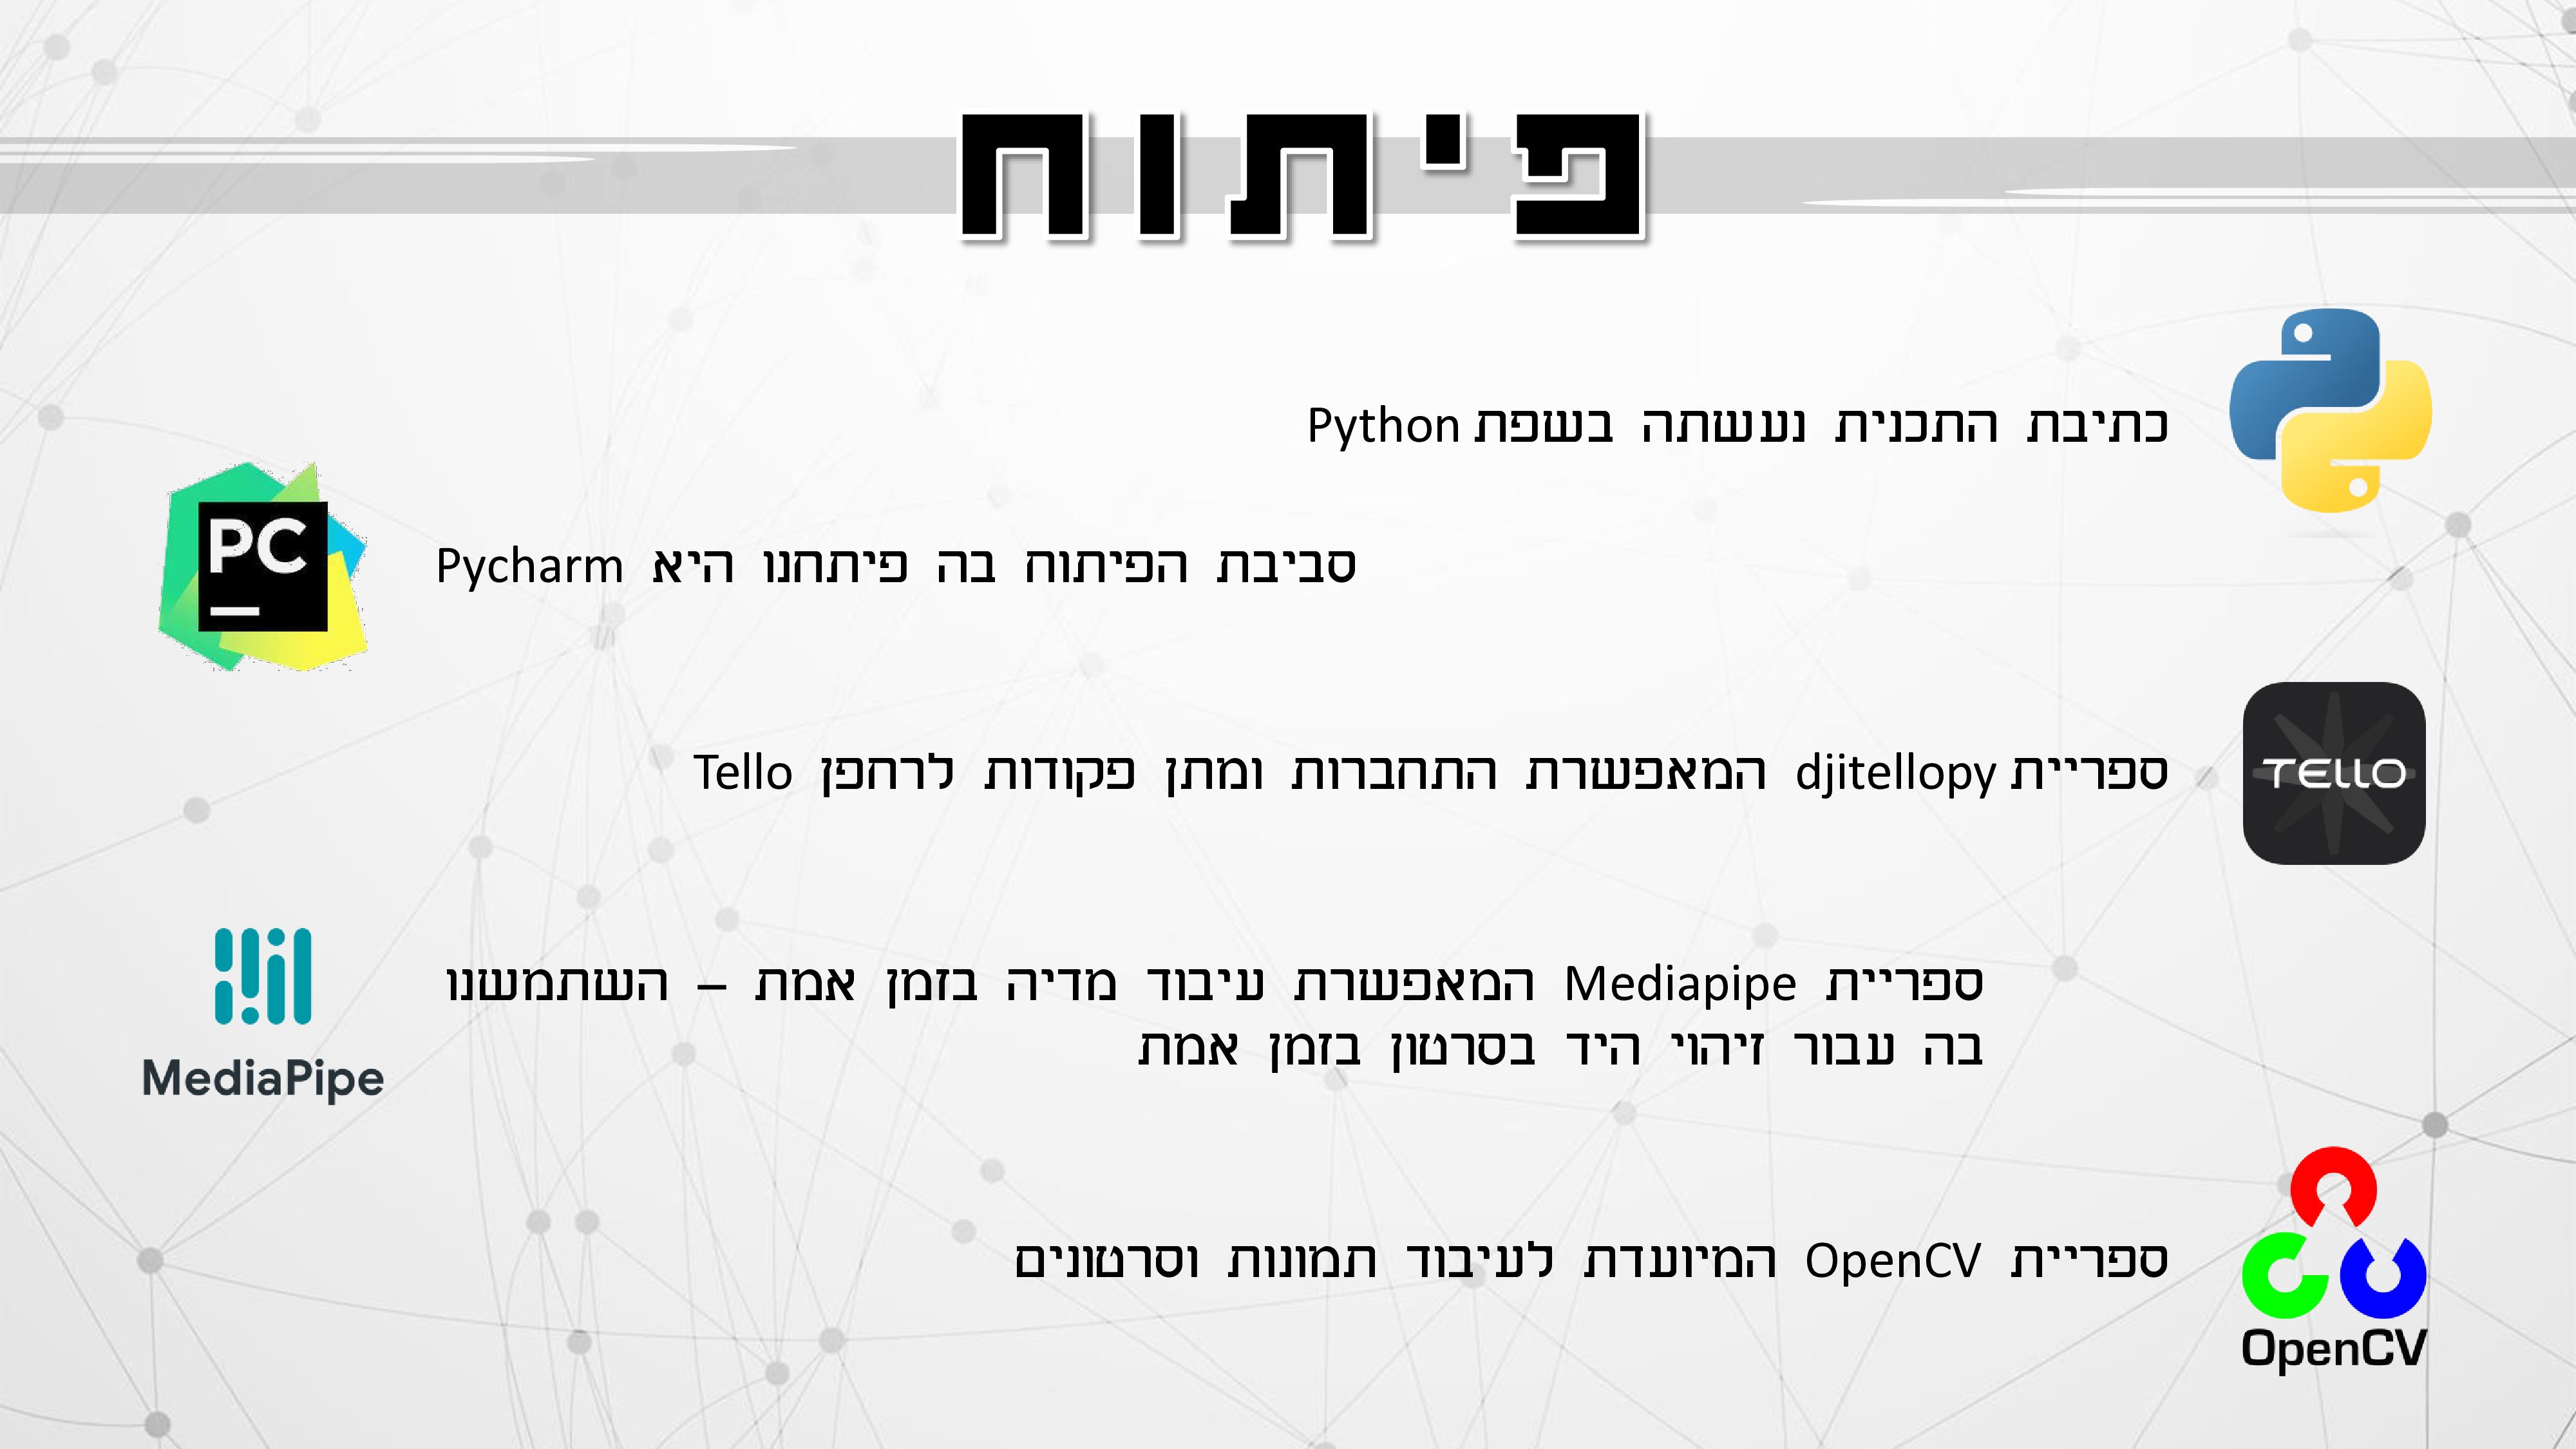 פיתוח
כתיבת התכנית נעשתה בשפת Python
PC
סביבת הפיתוח בה פיתחנו היא Pycharm
ספריית djitellopy המאפשרת התחברות ומתן פקודות לרחפן Tello
TELLO
ספריית Mediapipe המאפשרת עיבוד מדיה בזמן אמת – השתמשנו
בה עבור זיהוי היד בסרטון בזמן אמת
MediaPipe
ספריית OpenCV המיועדת לעיבוד תמונות וסרטונים
OpenCV